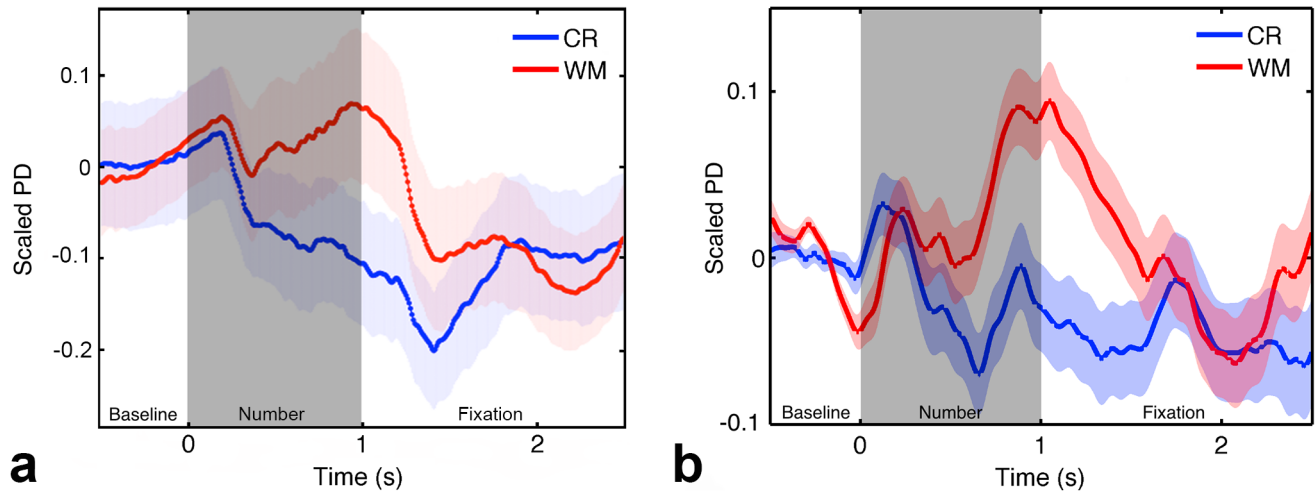 CR
WM
0.1
0
-0.1
-0.2
Scaled PD
Baseline
Number
Fixation
0
1
2
Time (s)
a
CR
WM
0.1
0
-0.1
Scaled PD
Baseline
Number
Fixation
0
1
2
Time (s)
b